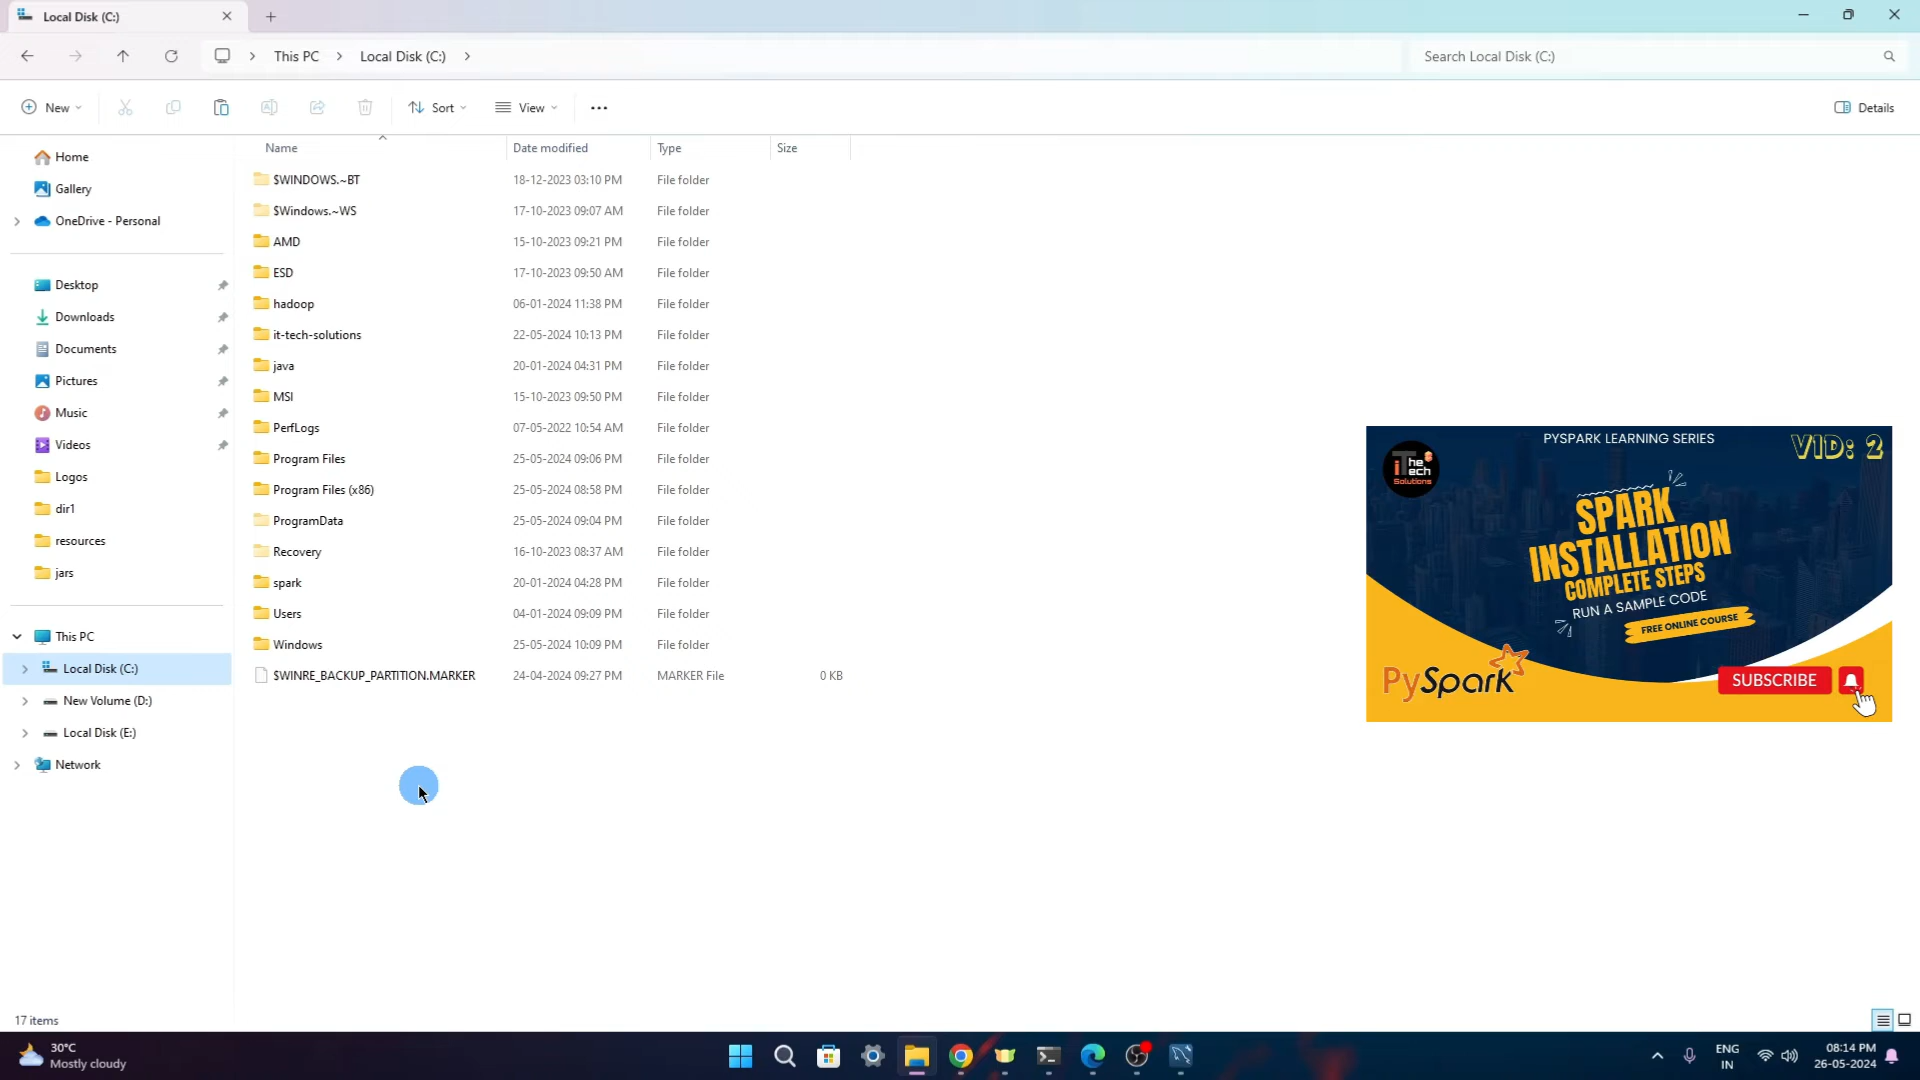 Local Disk (C:)
This PC
Local Disk (C:)
Search Local Disk (C:)
New
Sort
View
Details
Name
Date modified
Type
Size
Home
Gallery
OneDrive - Personal
Desktop
Downloads
Documents
Pictures
Music
Videos
Logos
dir1
resources
jars
This PC
Local Disk (C:)
New Volume (D:)
Local Disk (E:)
Network
$WINDOWS.~BT 18-12-2023 03:10 PM File folder
$Windows.~WS 17-10-2023 09:07 AM File folder
AMD 15-10-2023 09:21 PM File folder
ESD 17-10-2023 09:50 AM File folder
hadoop 06-01-2024 11:38 PM File folder
it-tech-solutions 22-05-2024 10:13 PM File folder
java 20-01-2024 04:31 PM File folder
MSI 15-10-2023 09:50 PM File folder
PerfLogs 07-05-2022 10:54 AM File folder
Program Files 25-05-2024 09:06 PM File folder
Program Files (x86) 25-05-2024 08:58 PM File folder
ProgramData 25-05-2024 09:04 PM File folder
Recovery 16-10-2023 08:37 AM File folder
spark 20-01-2024 04:28 PM File folder
Users 04-01-2024 09:09 PM File folder
Windows 25-05-2024 10:09 PM File folder
$WINRE_BACKUP_PARTITION.MARKER 24-04-2024 09:27 PM MARKER File 0 KB
PYSPARK LEARNING SERIES
VID: 2
The
Tech
Solutions
SPARK
INSTALLATION
COMPLETE STEPS
RUN A SAMPLE CODE
FREE ONLINE COURSE
PySpark
SUBSCRIBE
17 items
30°C
Mostly cloudy
ENG
IN
08:14 PM
26-05-2024